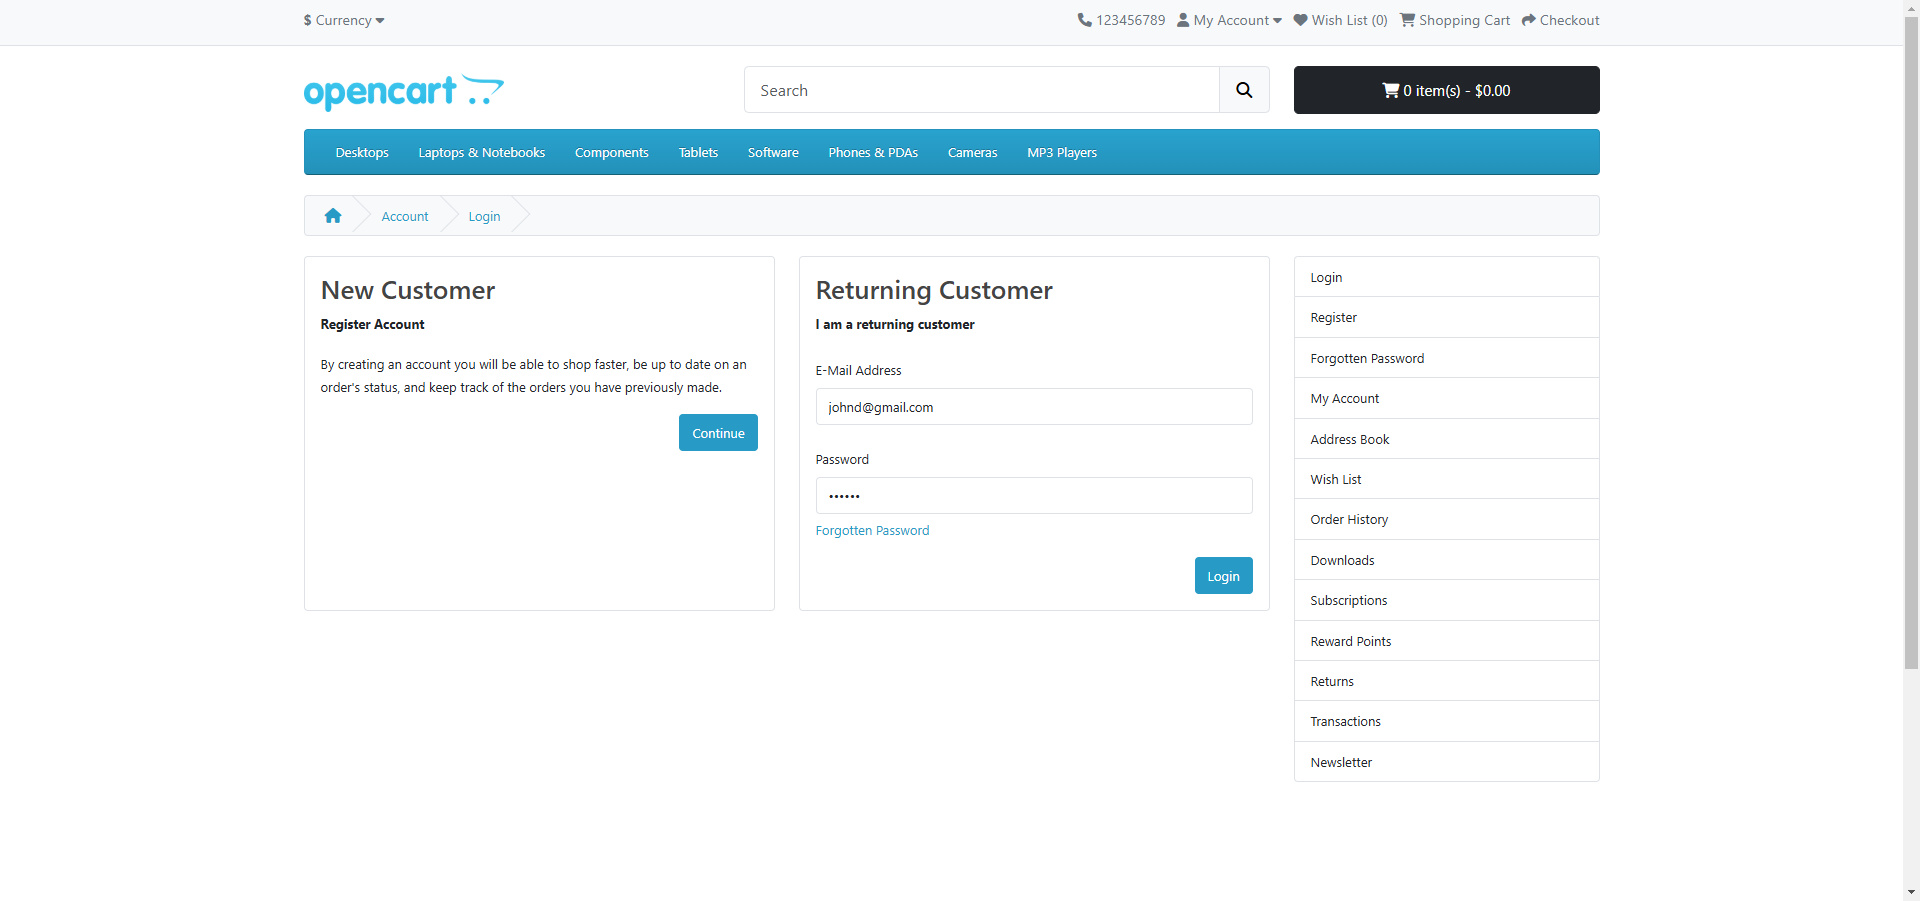 $ Currency
123456789 My Account Wish List (0) Shopping Cart Checkout
opencart
Search
0 item(s) - $0.00
Desktops Laptops & Notebooks Components Tablets Software Phones & PDAs Cameras MP3 Players
Account Login
New Customer
Register Account
By creating an account you will be able to shop faster, be up to date on an
order's status, and keep track of the orders you have previously made.
Continue
Returning Customer
I am a returning customer
E-Mail Address
johnd@gmail.com
Password
••••••
Forgotten Password
Login
Login
Register
Forgotten Password
My Account
Address Book
Wish List
Order History
Downloads
Subscriptions
Reward Points
Returns
Transactions
Newsletter